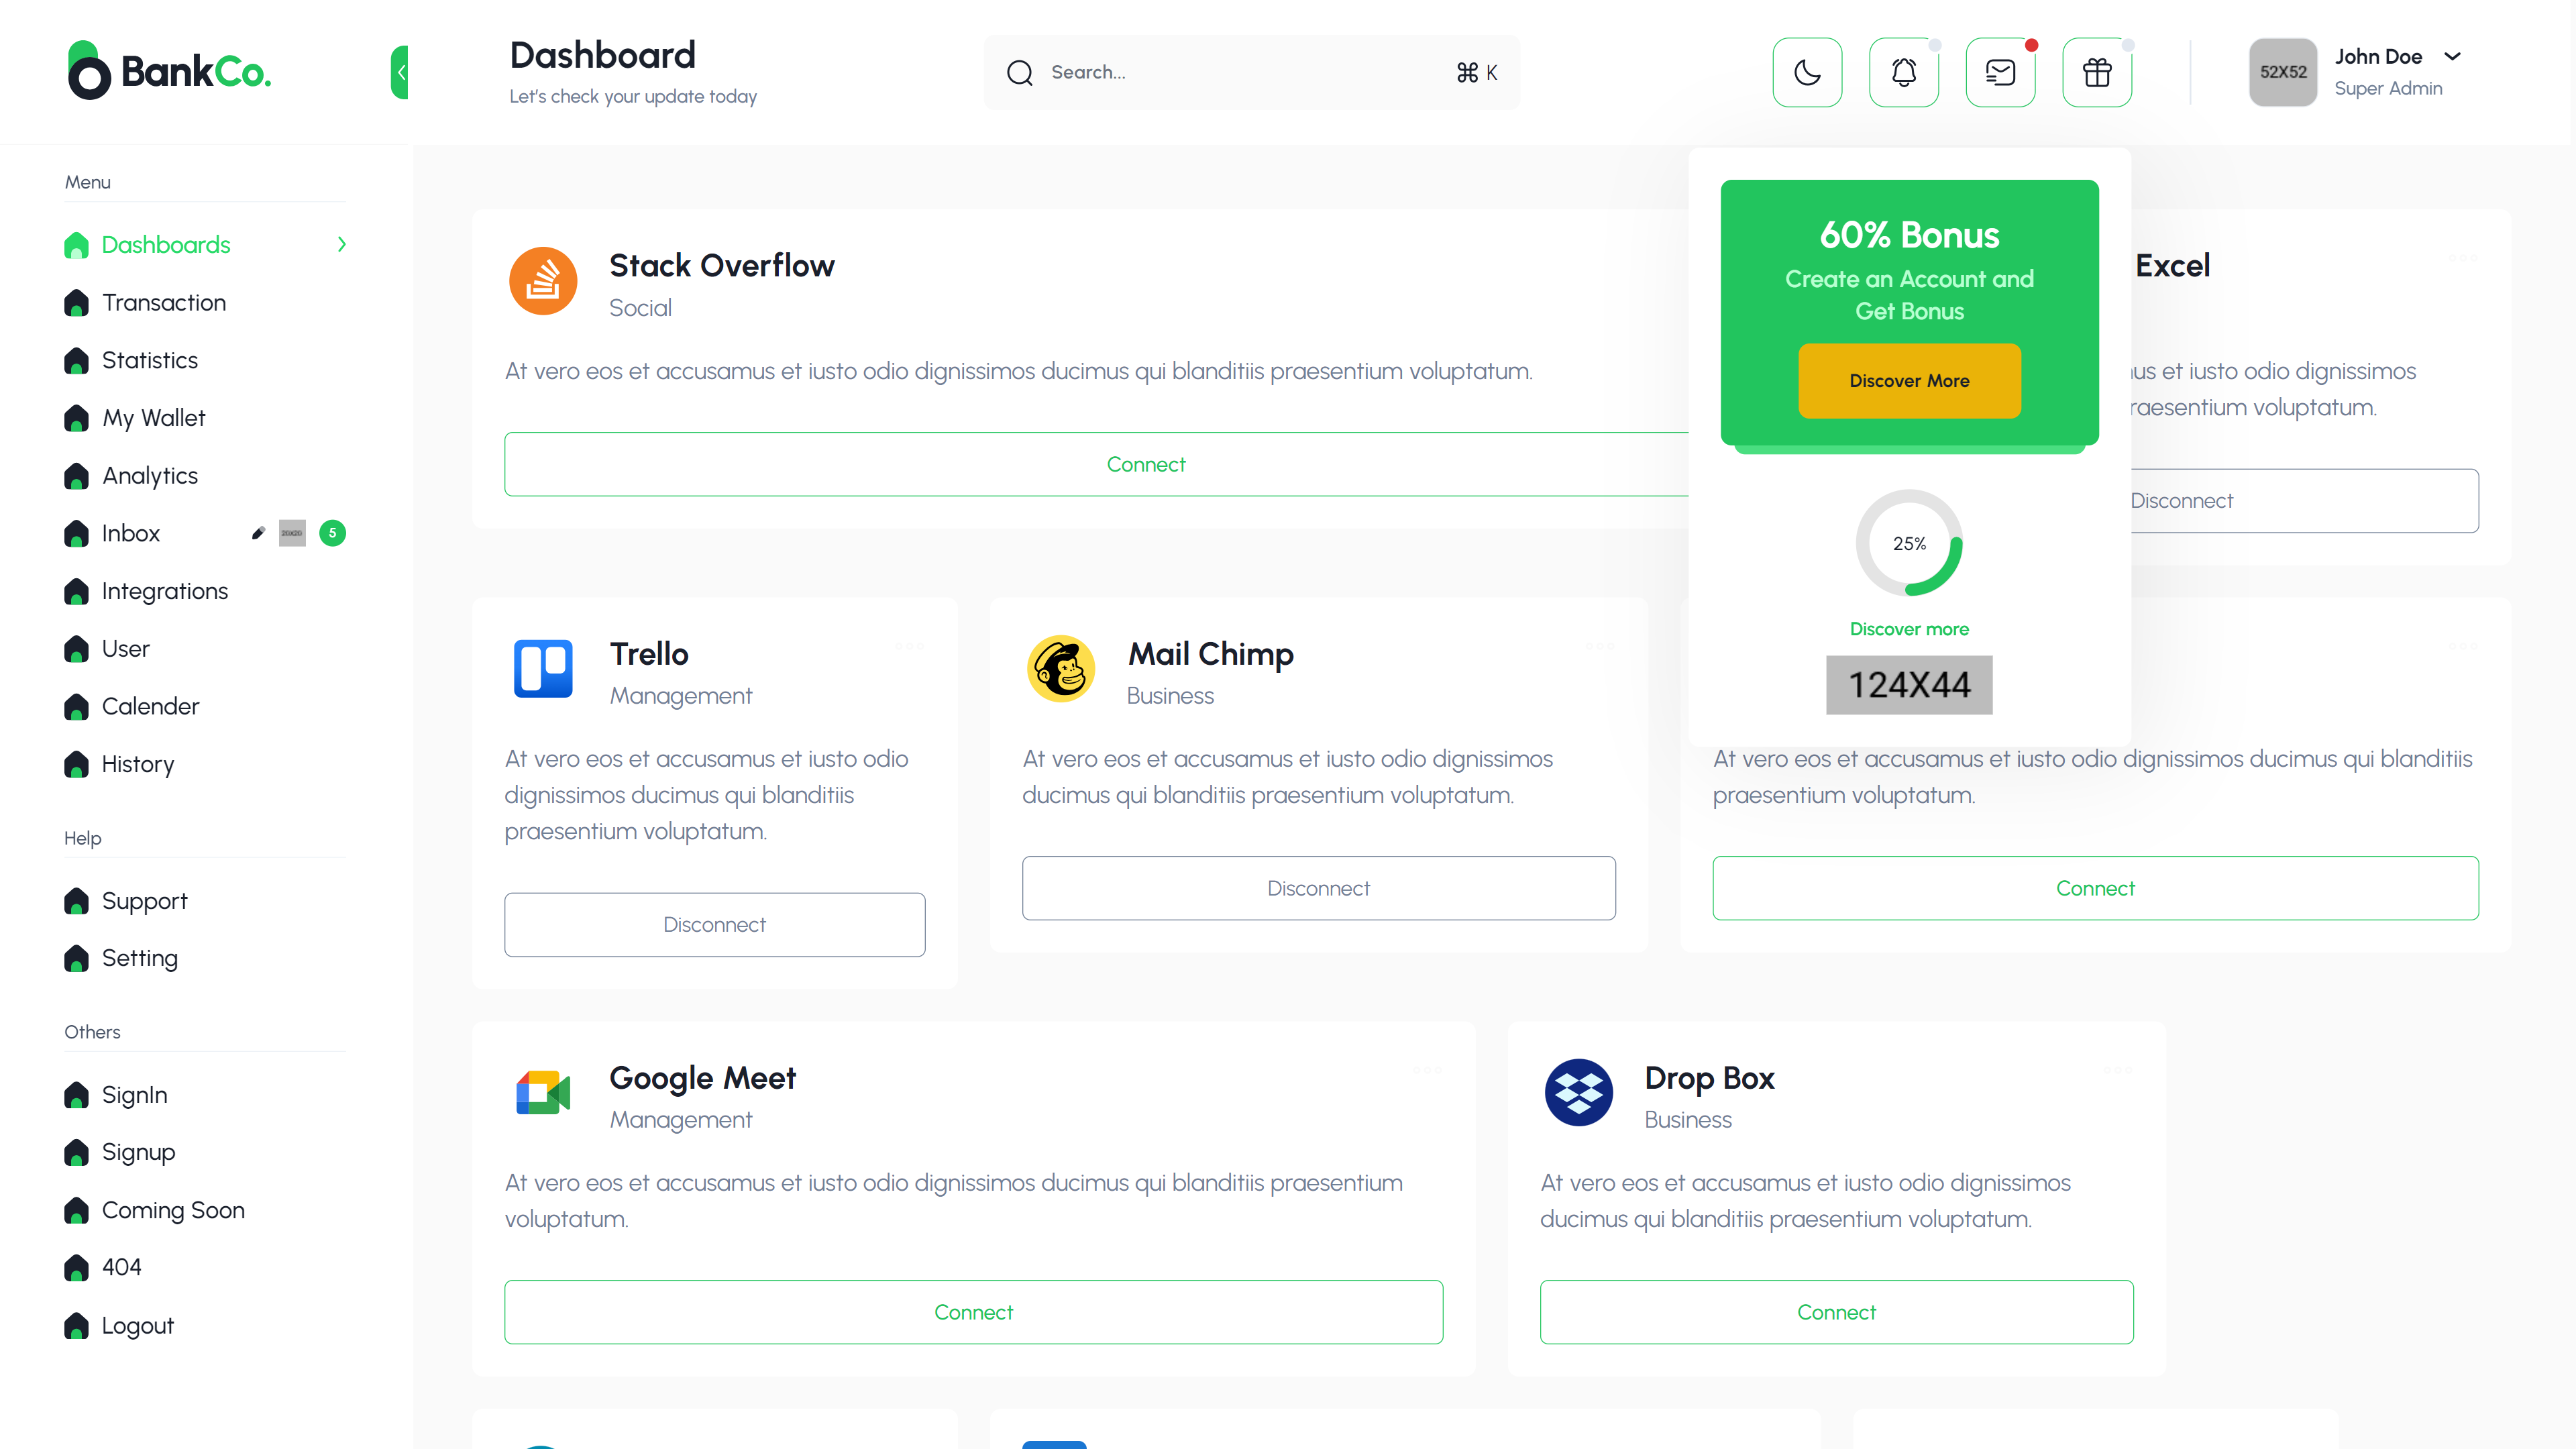 BankCo.
Dashboard
Let's check your update today
Search...
⌘ K
52X52
John Doe
Super Admin
Menu
Dashboards
Transaction
Statistics
My Wallet
Analytics
Inbox
5
Integrations
User
Calender
History
Help
Support
Setting
Others
SignIn
Signup
Coming Soon
404
Logout
Stack Overflow
Social
At vero eos et accusamus et iusto odio dignissimos ducimus qui blanditiis praesentium voluptatum.
Connect
60% Bonus
Create an Account and
Get Bonus
Discover More
25%
Discover more
124X44
Excel
et iusto odio dignissimos
voluptatum.
Disconnect
Trello
Management
At vero eos et accusamus et iusto odio
dignissimos ducimus qui blanditiis
praesentium voluptatum.
Disconnect
Mail Chimp
Business
At vero eos et accusamus et iusto odio dignissimos
ducimus qui blanditiis praesentium voluptatum.
Disconnect
At vero eos et accusamus et iusto odio dignissimos ducimus qui blanditiis
praesentium voluptatum.
Connect
Google Meet
Management
At vero eos et accusamus et iusto odio dignissimos ducimus qui blanditiis praesentium
voluptatum.
Connect
Drop Box
Business
At vero eos et accusamus et iusto odio dignissimos
ducimus qui blanditiis praesentium voluptatum.
Connect